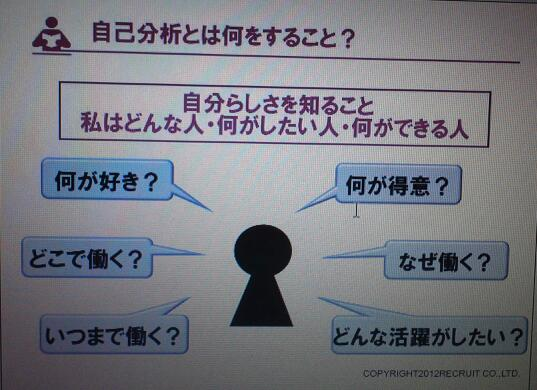 自己分析とは何をすること？
自分らしさを知ること
私はどんな人・何がしたい人・何ができる人
何が好き？
何が得意？
どこで働く？
なぜ働く？
いつまで働く？
どんな活躍がしたい？
COPYRIGHT2012RECRUIT CO.,LTD.